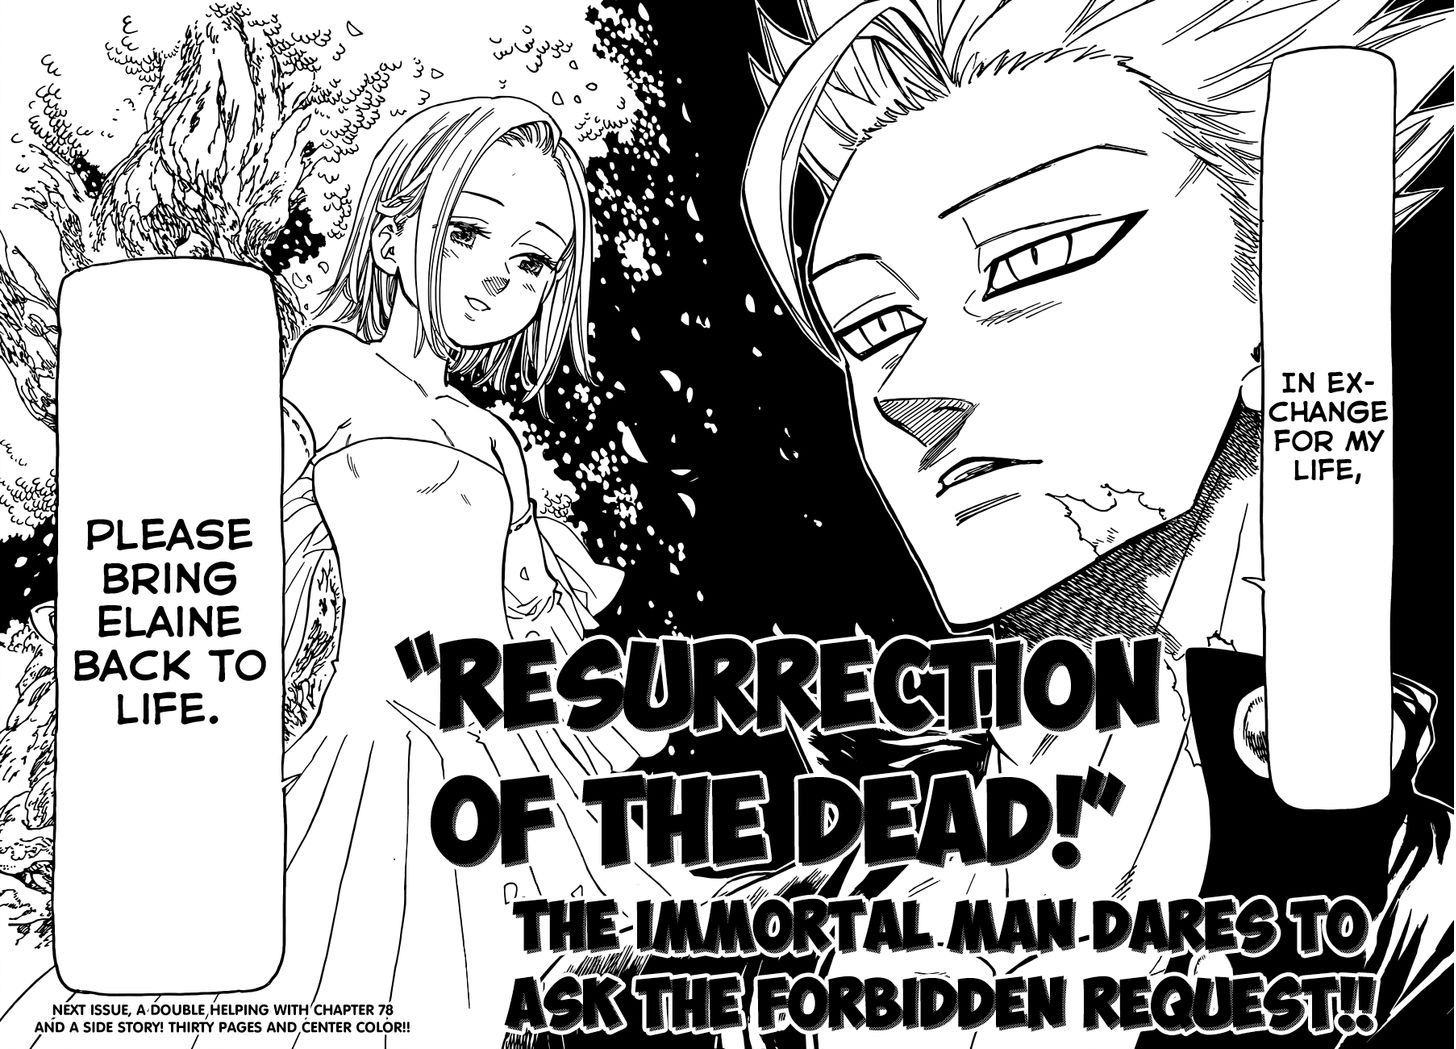 IN EX-
CHANGE
FOR MY
LIFE,
PLEASE
BRING
ELAINE
BACK TO
LIFE.
"RESURRECTION
OF THE DEAD!"
THE IMMORTAL MAN DARES TO
ASK THE FORBIDDEN REQUEST!!
NEXT ISSUE, A DOUBLE HELPING WITH CHAPTER 78
AND A SIDE STORY! THIRTY PAGES AND CENTER COLOR!!